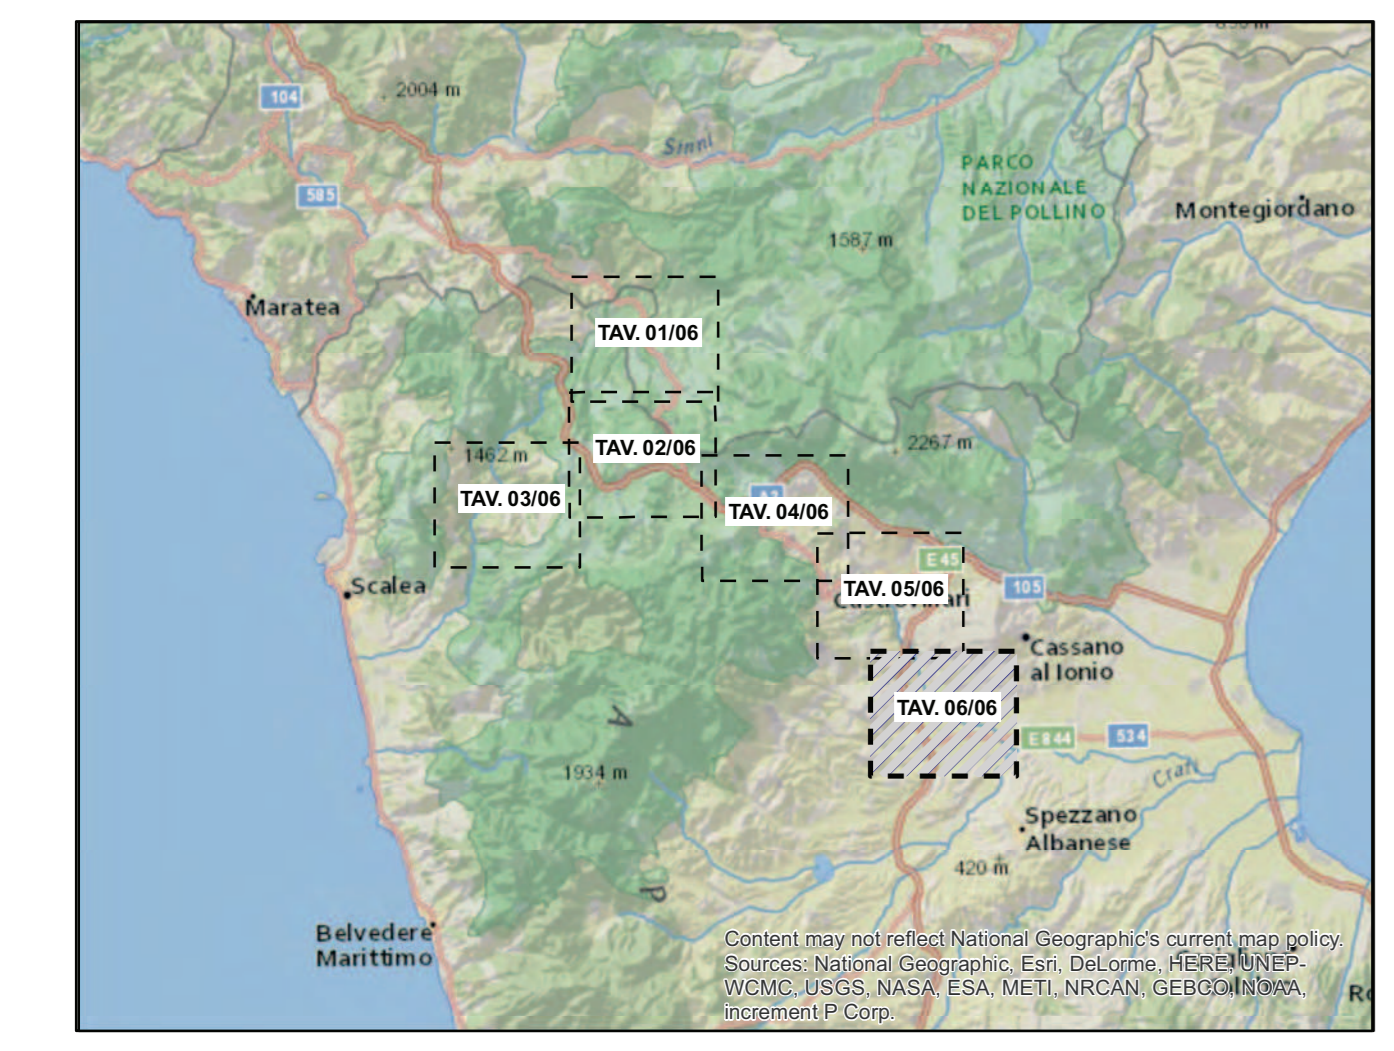 104
2004 m
Sinni
585
PARCO
NAZIONALE
DEL POLLINO
Montegiordano
1587 m
Maratea
TAV. 01/06
TAV. 02/06
2267 m
1462 m
TAV. 03/06
TAV. 04/06
E45
105
TAV. 05/06
Scalea
Cassano
al Ionio
TAV. 06/06
A
E844
534
Crati
1934 m
Spezzano
Albanese
420 m
P
Belvedere
Marittimo
Content may not reflect National Geographic's current map policy.
Sources: National Geographic, Esri, DeLorme, HERE, UNEP-
WCMC, USGS, NASA, ESA, METI, NRCAN, GEBCO, NOAA,
increment P Corp.